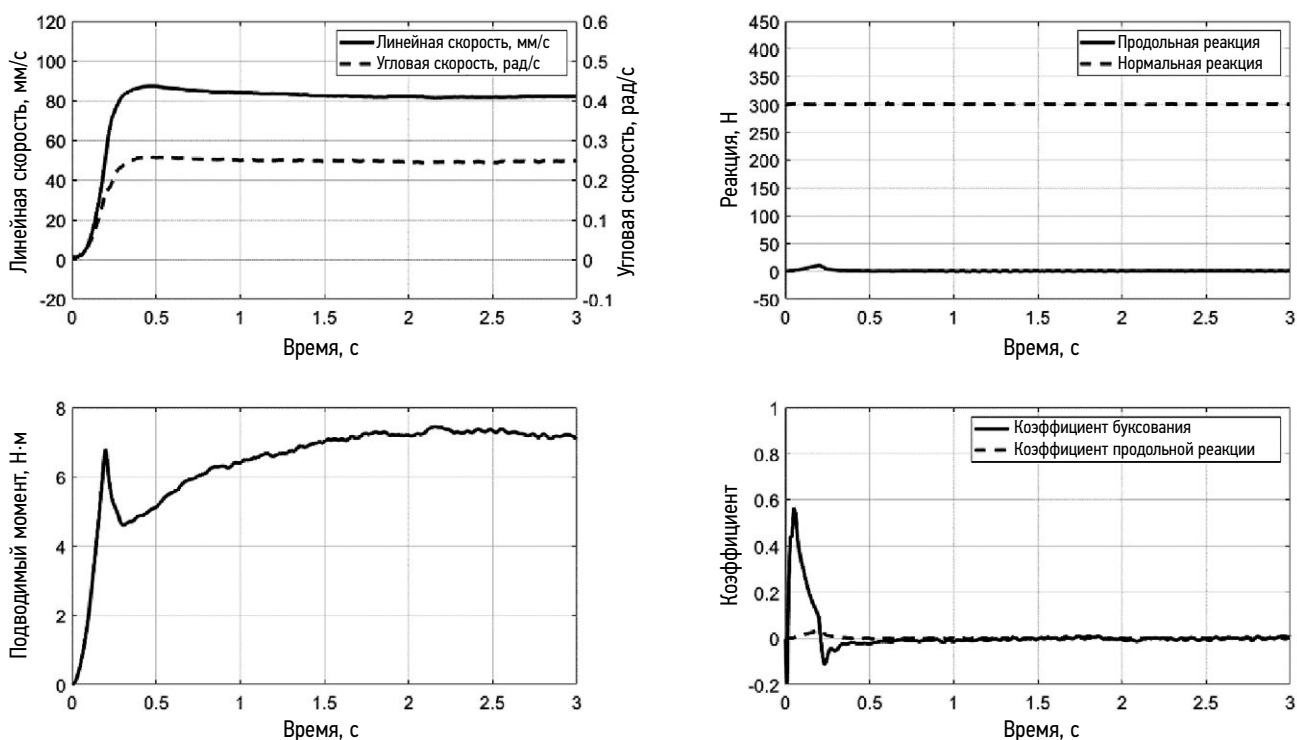 Линейная скорость, мм/с
120
100
80
60
40
20
0
-20
0 0.5 1 1.5 2 2.5 3
Время, с
0.6
0.5
0.4
0.3
0.2
0.1
0
-0.1
Угловая скорость, рад/с
Линейная скорость, мм/с
Угловая скорость, рад/с
Реакция, Н
450
400
350
300
250
200
150
100
50
0
-50
0 0.5 1 1.5 2 2.5 3
Время, с
Продольная реакция
Нормальная реакция
Подводимый момент, Н·м
8
6
4
2
0
0 0.5 1 1.5 2 2.5 3
Время, с
Коэффициент
1
0.8
0.6
0.4
0.2
0
-0.2
0 0.5 1 1.5 2 2.5 3
Время, с
Коэффициент буксования
Коэффициент продольной реакции